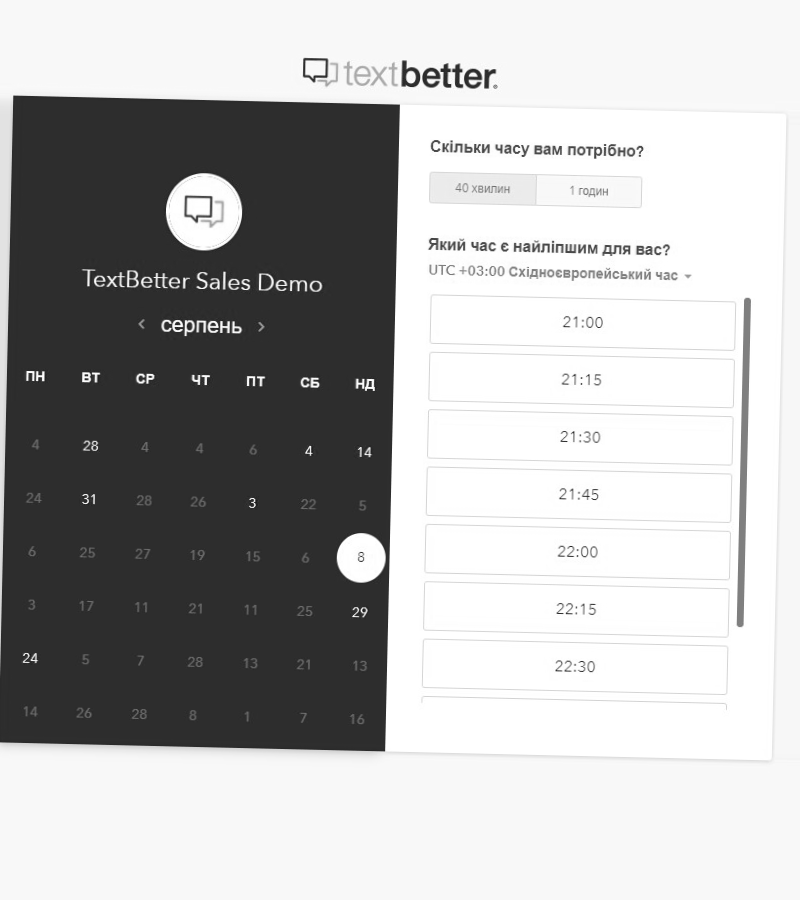 textbetter®
TextBetter Sales Demo
серпень
ПН ВТ СР ЧТ ПТ СБ НД
4 28 4 4 6 4 14
24 31 28 26 3 22 5
6 25 27 19 15 6 8
3 17 11 21 11 25 29
24 5 7 28 13 21 13
14 26 28 8 1 7 16
Скільки часу вам потрібно?
40 хвилин 1 годин
Який час є найліпшим для вас?
UTC +03:00 Східноєвропейський час
21:00
21:15
21:30
21:45
22:00
22:15
22:30